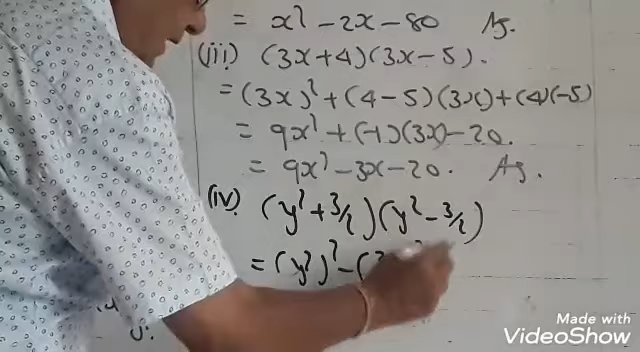 = x² - 2x - 80 Ans.
(iii) (3x+4)(3x-5).
= (3x)² + (4-5)(3x) + (4)(-5)
= 9x² + (-1)(3x) - 20.
= 9x² - 3x - 20. Ans.
(iv) (y² + 3/2)(y² - 3/2)
= (y²)² - (3
Made with
VideoShow